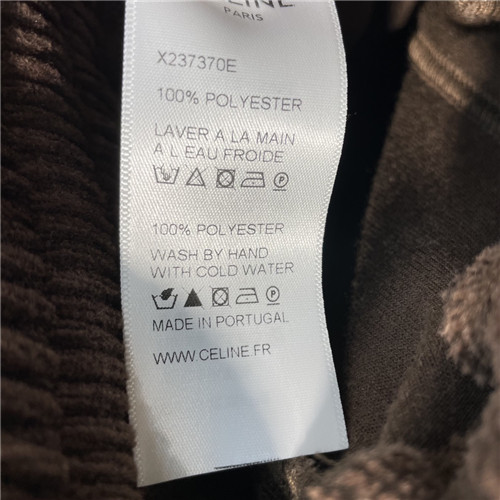 CELINE
PARIS
X237370E
100% POLYESTER
LAVER A LA MAIN
A L EAU FROIDE
P
100% POLYESTER
WASH BY HAND
WITH COLD WATER
P
MADE IN PORTUGAL
WWW.CELINE.FR